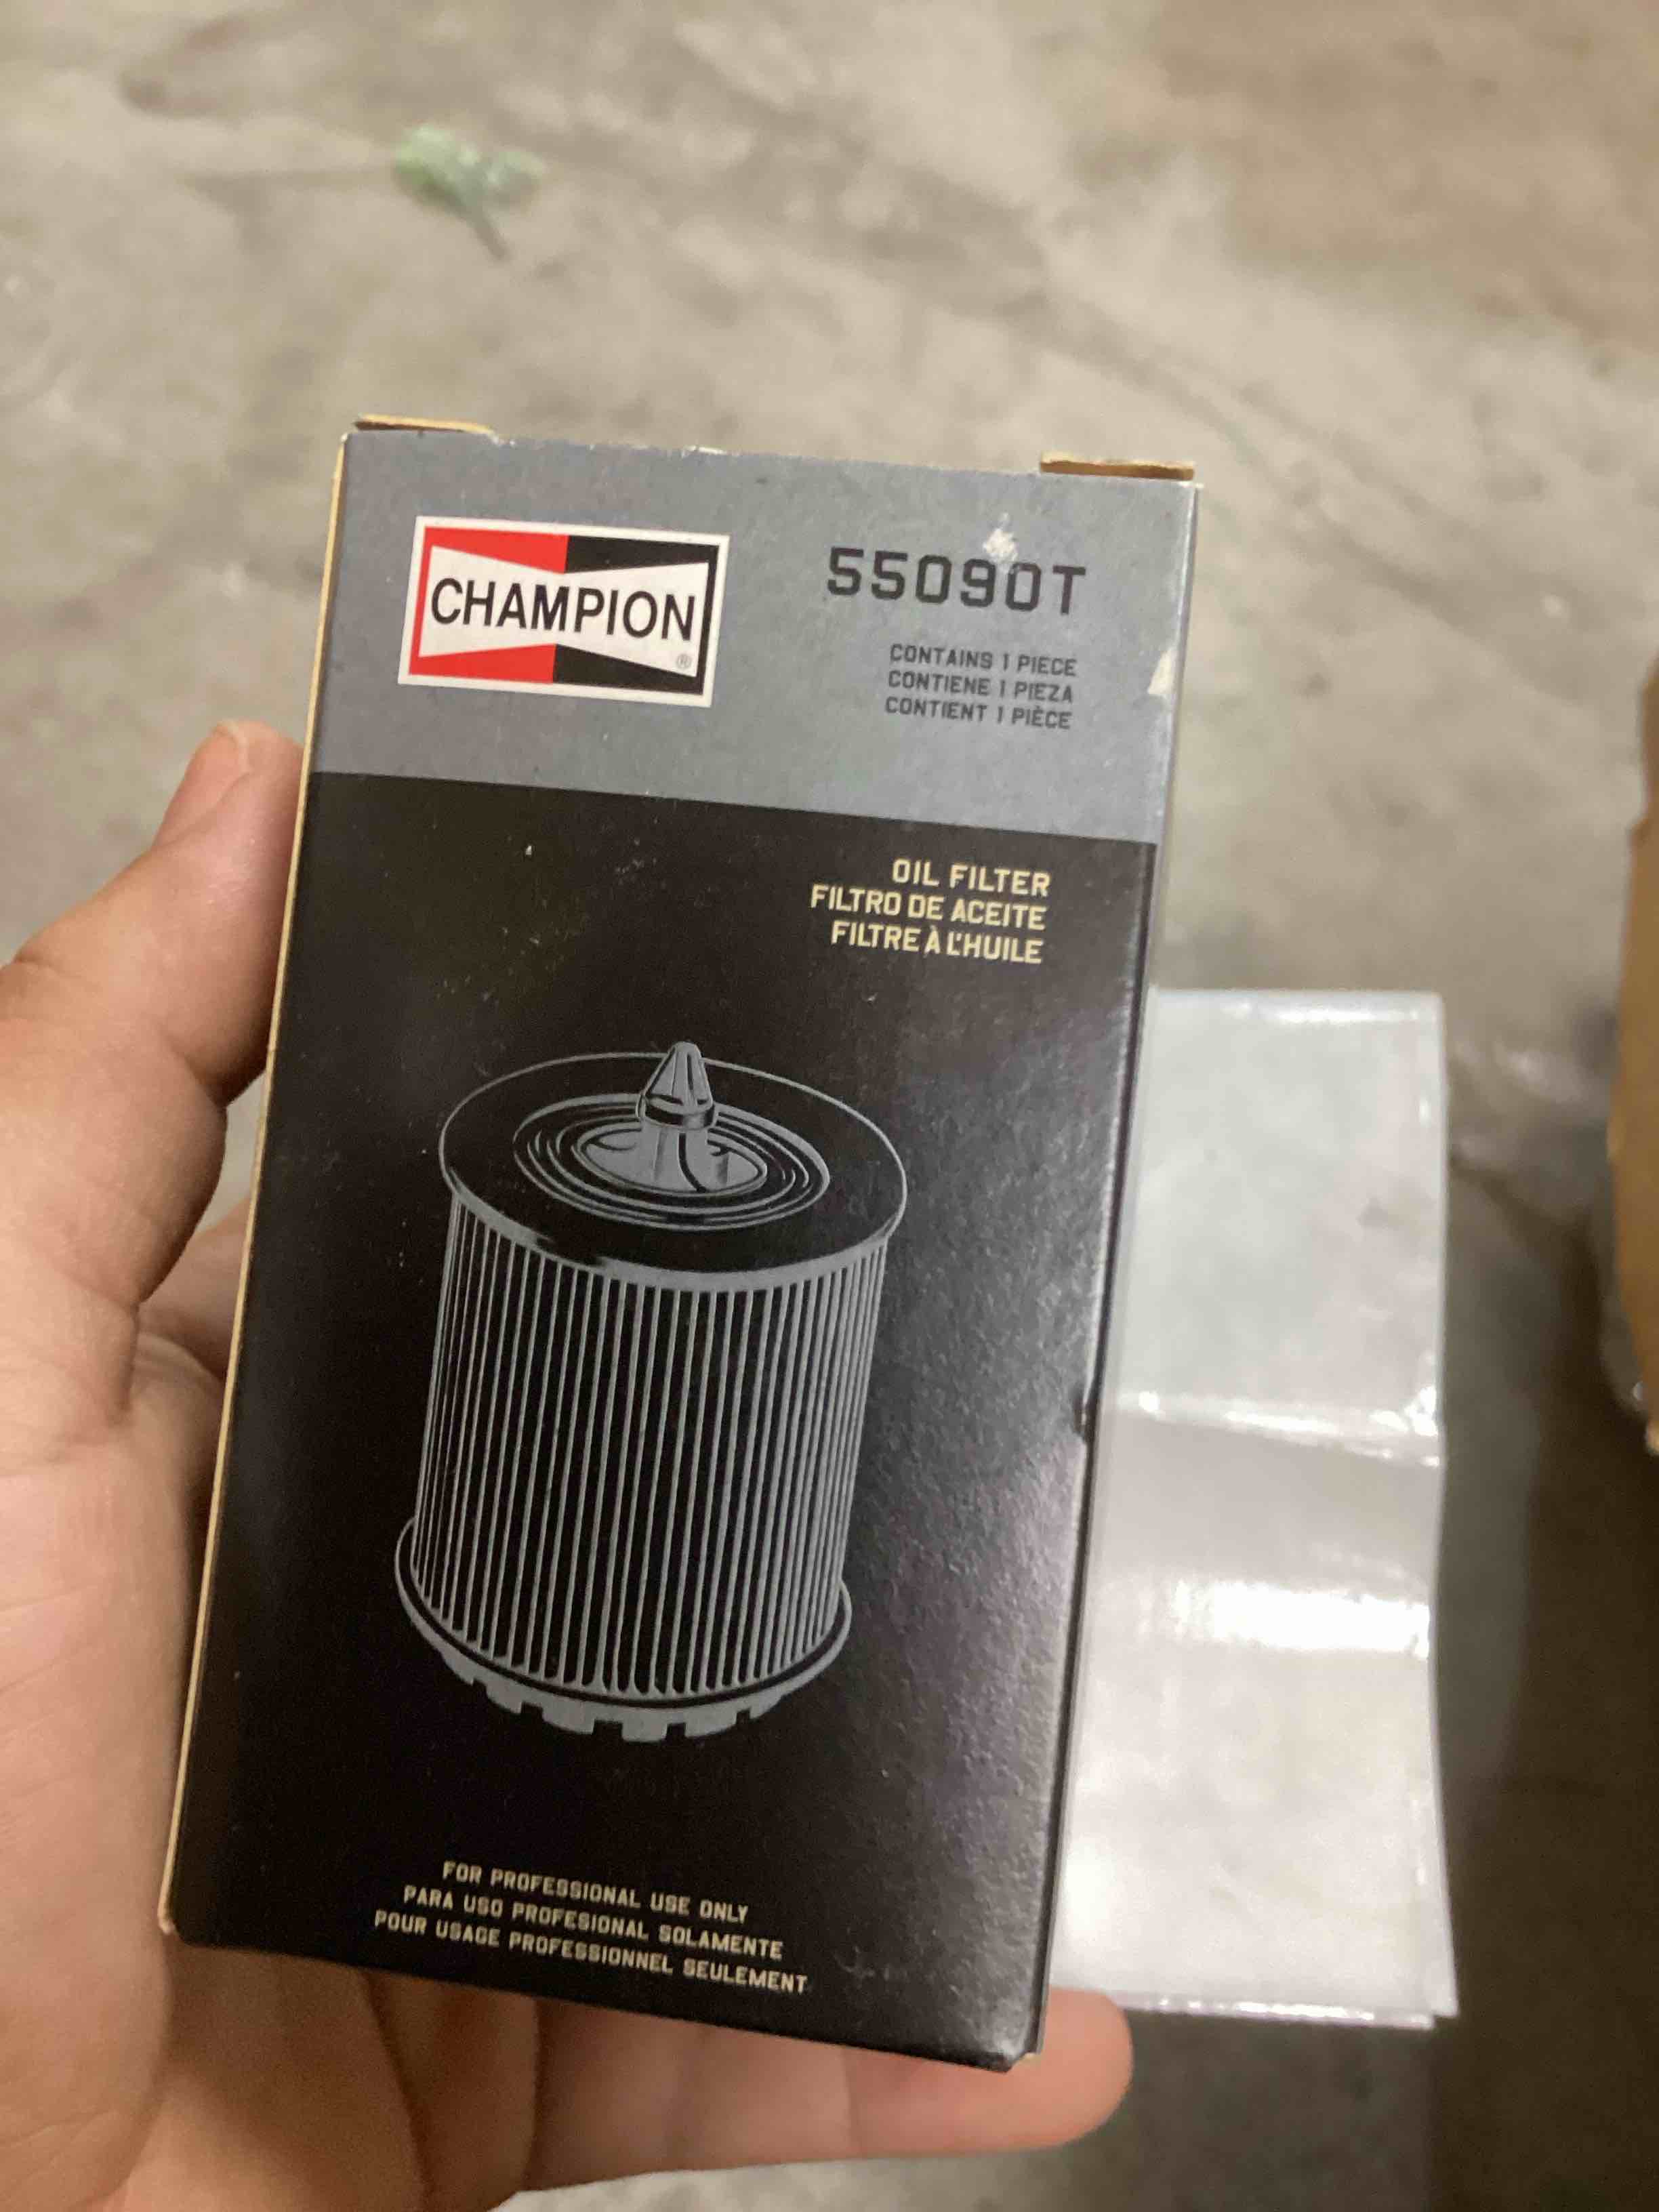 CHAMPION
®
55090T
CONTAINS 1 PIECE
CONTIENE 1 PIEZA
CONTIENT 1 PIÈCE
OIL FILTER
FILTRO DE ACEITE
FILTRE À L'HUILE
FOR PROFESSIONAL USE ONLY
PARA USO PROFESIONAL SOLAMENTE
POUR USAGE PROFESSIONNEL SEULEMENT